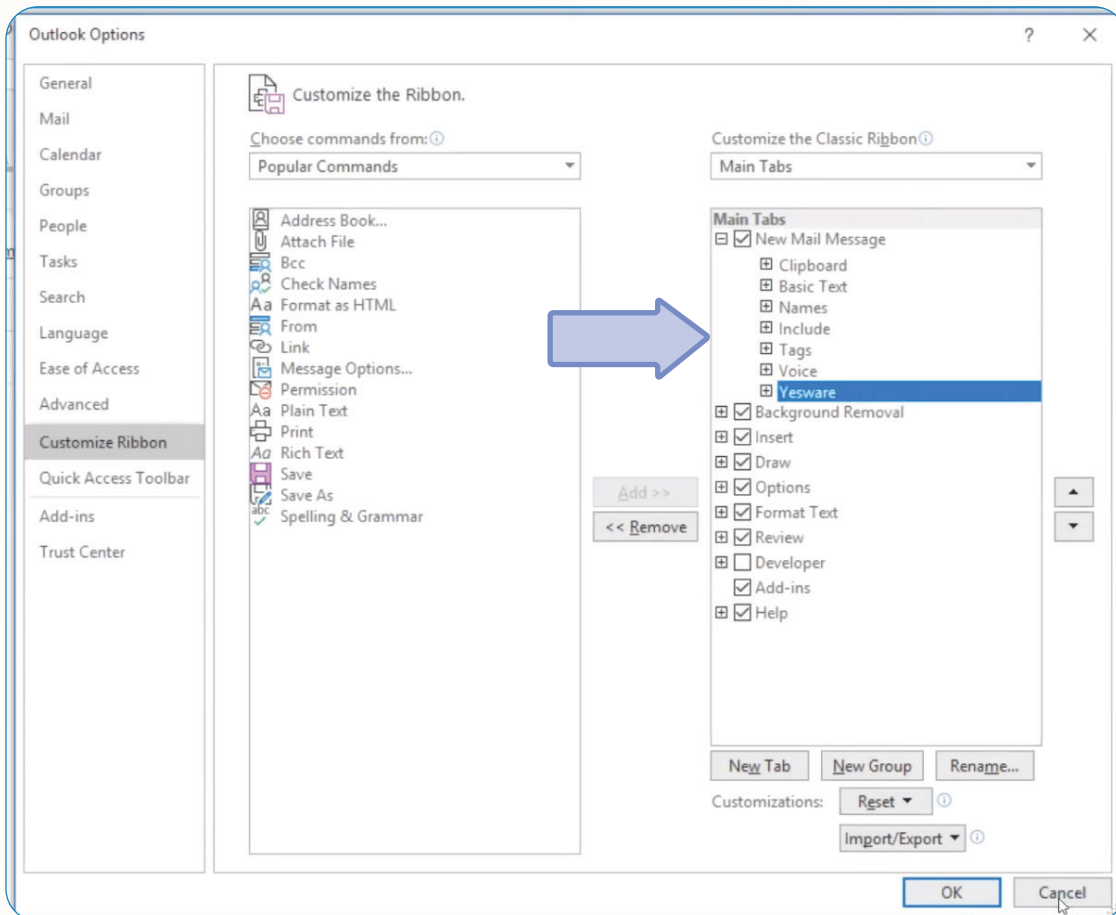 Outlook Options
?
General
Mail
Calendar
Groups
People
Tasks
Search
Language
Ease of Access
Advanced
Customize Ribbon
Quick Access Toolbar
Add-ins
Trust Center
Customize the Ribbon.
Choose commands from:
Popular Commands
Address Book...
Attach File
Bcc
Check Names
Aa Format as HTML
From
Link
Message Options...
Permission
Aa Plain Text
Print
Aa Rich Text
Save
Save As
abc Spelling & Grammar
Add >>
<< Remove
Customize the Classic Ribbon
Main Tabs
Main Tabs
New Mail Message
Clipboard
Basic Text
Names
Include
Tags
Voice
Yesware
Background Removal
Insert
Draw
Options
Format Text
Review
Developer
Add-ins
Help
New Tab New Group Rename...
Customizations: Reset
Import/Export
OK Cancel